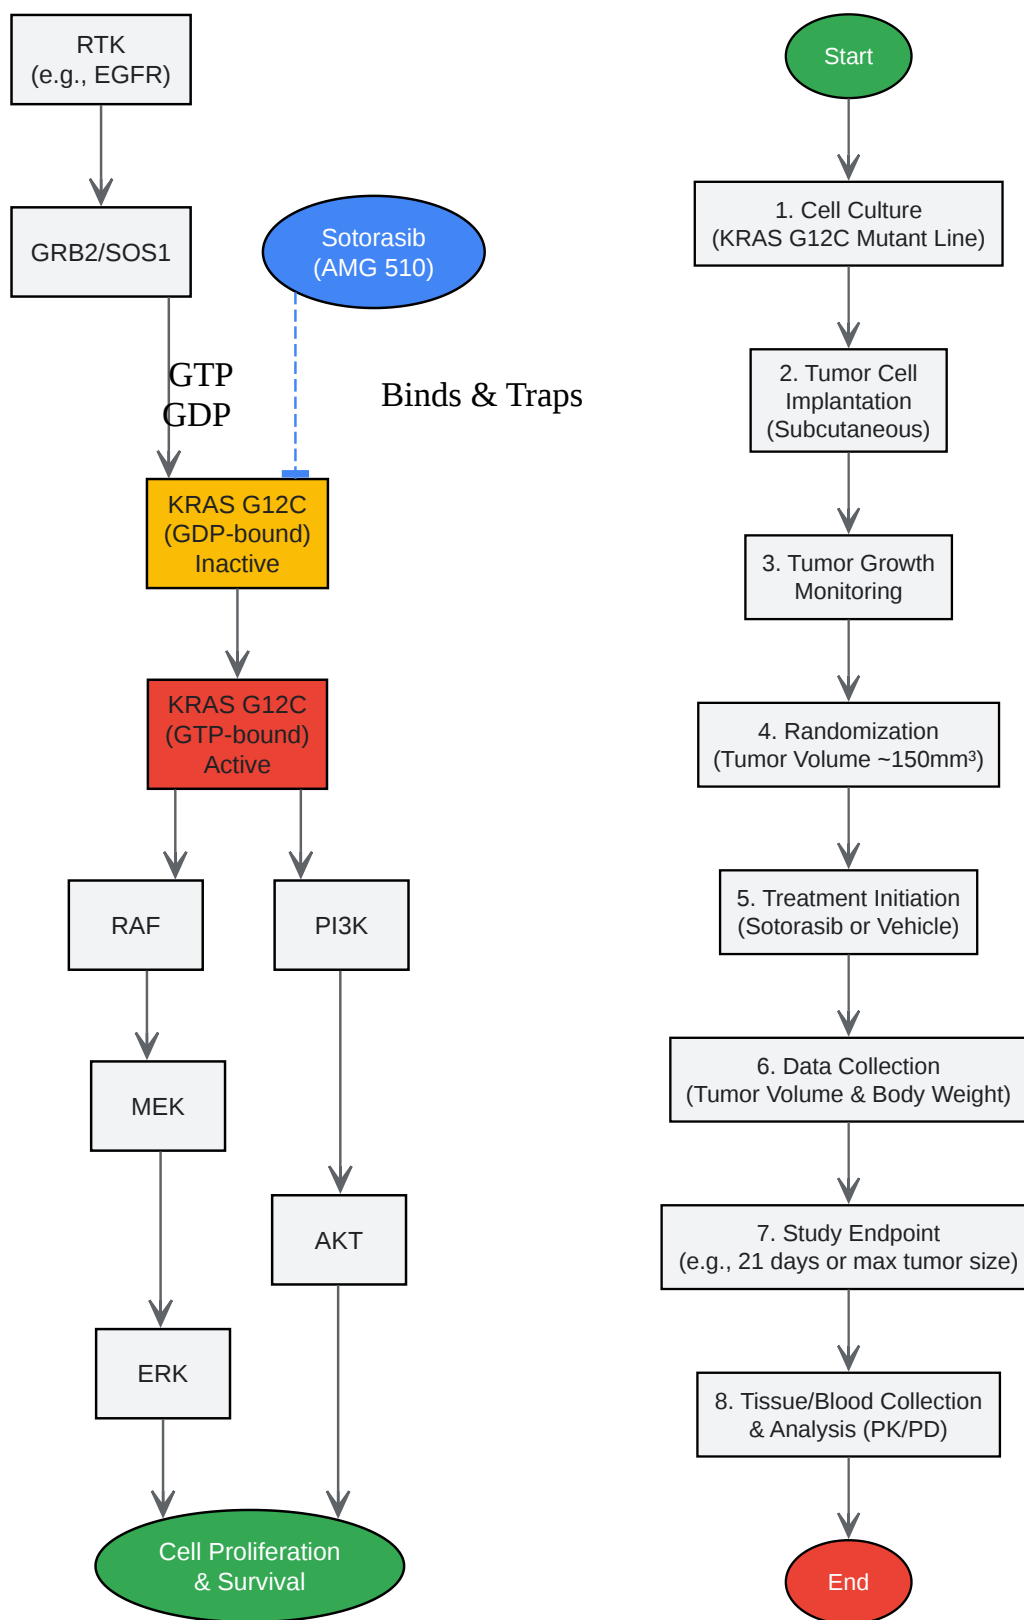 RTK
(e.g., EGFR)
GRB2/SOS1
Sotorasib
(AMG 510)
GTP
GDP
Binds & Traps
KRAS G12C
(GDP-bound)
Inactive
KRAS G12C
(GTP-bound)
Active
RAF
PI3K
MEK
AKT
ERK
Cell Proliferation
& Survival
Start
1. Cell Culture
(KRAS G12C Mutant Line)
2. Tumor Cell
Implantation
(Subcutaneous)
3. Tumor Growth
Monitoring
4. Randomization
(Tumor Volume ~150mm³)
5. Treatment Initiation
(Sotorasib or Vehicle)
6. Data Collection
(Tumor Volume & Body Weight)
7. Study Endpoint
(e.g., 21 days or max tumor size)
8. Tissue/Blood Collection
& Analysis (PK/PD)
End